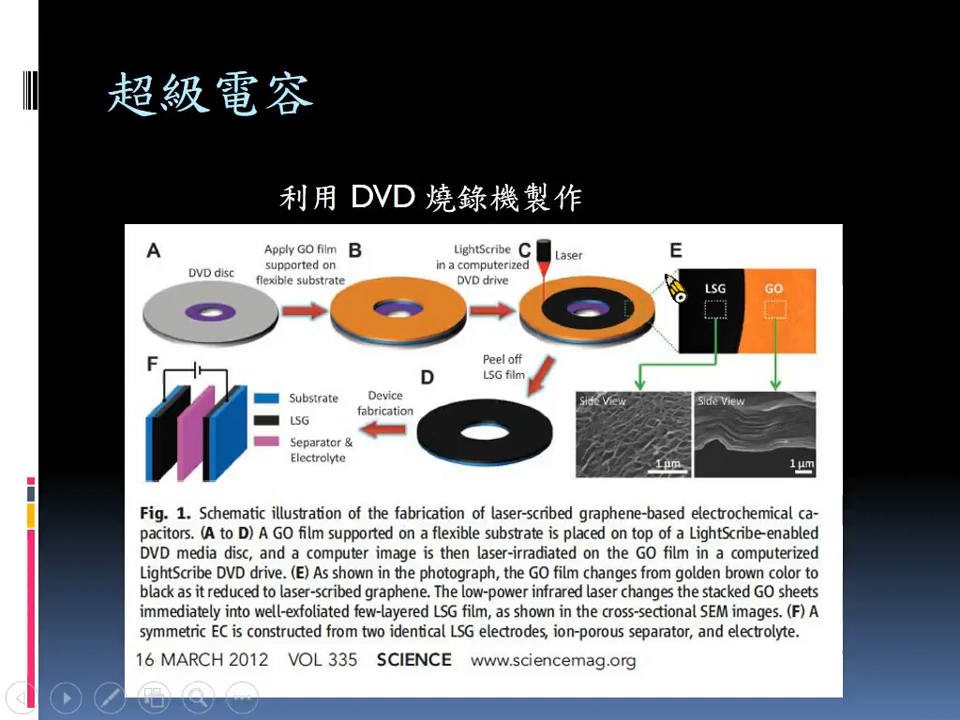 超級電容
利用 DVD 燒錄機製作
A
DVD disc
Apply GO film
supported on
flexible substrate
B
LightScribe
in a computerized
DVD drive
C
Laser
E
LSG
GO
Peel off
LSG film
D
Device
fabrication
F
Substrate
LSG
Separator &
Electrolyte
Side View
1 µm
Side View
1 µm
Fig. 1. Schematic illustration of the fabrication of laser-scribed graphene-based electrochemical ca-
pacitors. (A to D) A GO film supported on a flexible substrate is placed on top of a LightScribe-enabled
DVD media disc, and a computer image is then laser-irradiated on the GO film in a computerized
LightScribe DVD drive. (E) As shown in the photograph, the GO film changes from golden brown color to
black as it reduced to laser-scribed graphene. The low-power infrared laser changes the stacked GO sheets
immediately into well-exfoliated few-layered LSG film, as shown in the cross-sectional SEM images. (F) A
symmetric EC is constructed from two identical LSG electrodes, ion-porous separator, and electrolyte.
16 MARCH 2012 VOL 335 SCIENCE www.sciencemag.org